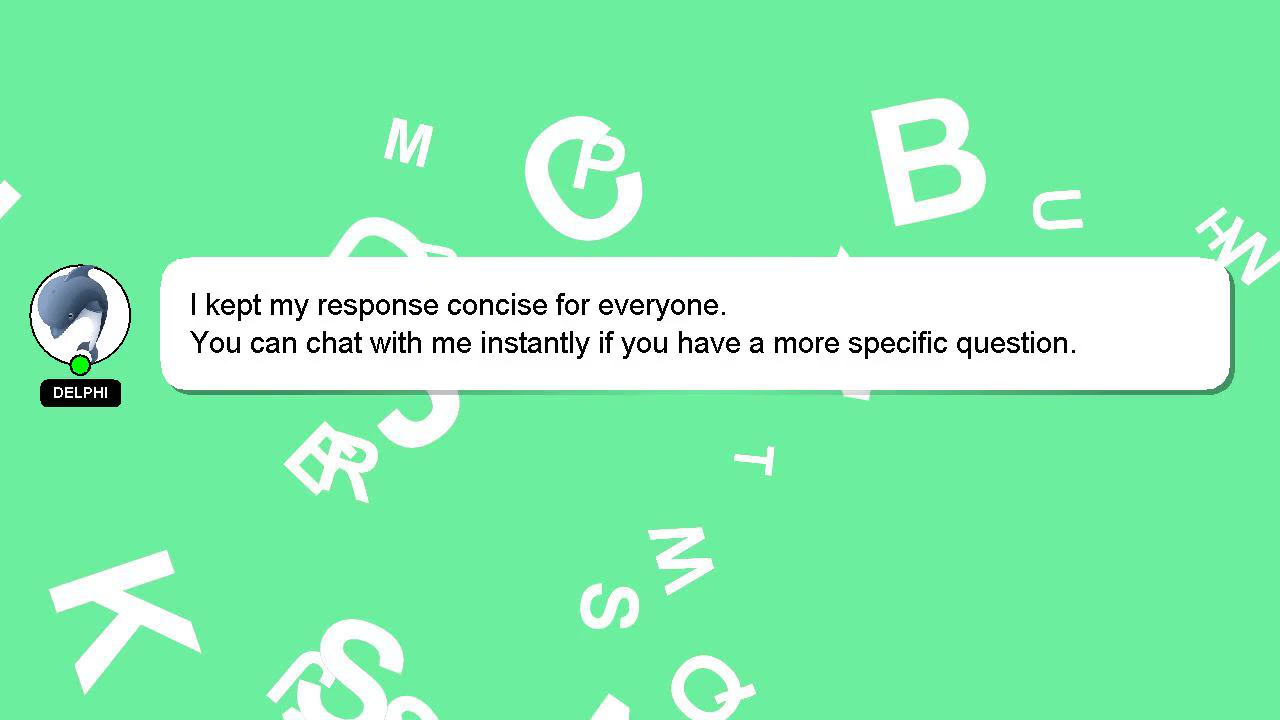 M
C
P
B
U
H
W
D
I kept my response concise for everyone.
You can chat with me instantly if you have a more specific question.
DELPHI
J
B
R
T
K
M
S
S
Q